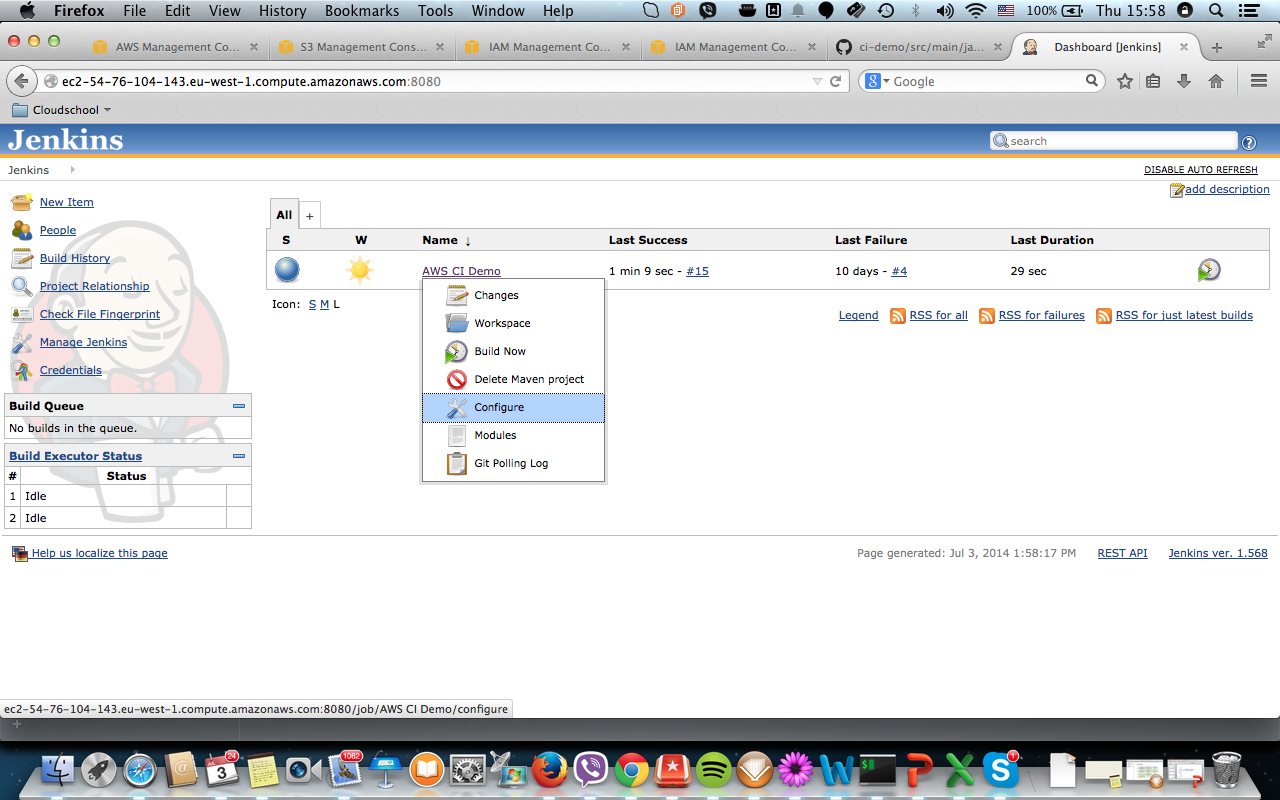 Firefox File Edit View History Bookmarks Tools Window Help 100% Thu 15:58
AWS Management Co... S3 Management Cons... IAM Management Co... IAM Management Co... ci-demo/src/main/ja... Dashboard [Jenkins]
ec2-54-76-104-143.eu-west-1.compute.amazonaws.com:8080 Google
Cloudschool
Jenkins search
Jenkins DISABLE AUTO REFRESH
add description
New Item
People
Build History
Project Relationship
Check File Fingerprint
Manage Jenkins
Credentials
Build Queue
No builds in the queue.
Build Executor Status
# Status
1 Idle
2 Idle
All +
S W Name ↓ Last Success Last Failure Last Duration
AWS CI Demo 1 min 9 sec - #15 10 days - #4 29 sec
Icon: S M L
Changes
Workspace
Build Now
Delete Maven project
Configure
Modules
Git Polling Log
Legend RSS for all RSS for failures RSS for just latest builds
Help us localize this page Page generated: Jul 3, 2014 1:58:17 PM REST API Jenkins ver. 1.568
ec2-54-76-104-143.eu-west-1.compute.amazonaws.com:8080/job/AWS CI Demo/configure
24 3 1082 1